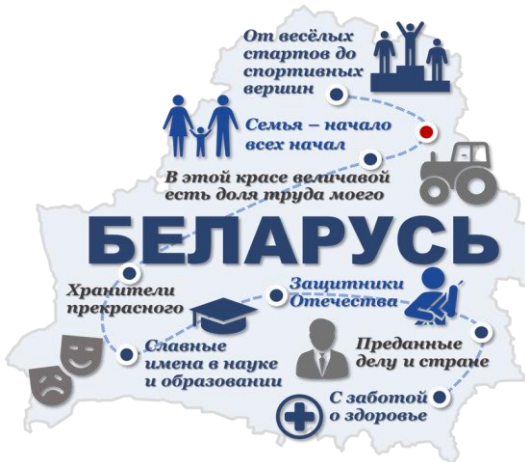 От весёлых
стартов до
спортивных
вершин
Семья – начало
всех начал
В этой красе величавой
есть доля труда моего
БЕЛАРУСЬ
Хранители
прекрасного
Защитники
Отечества
Славные
имена в науке
и образовании
Преданные
делу и стране
С заботой
о здоровье